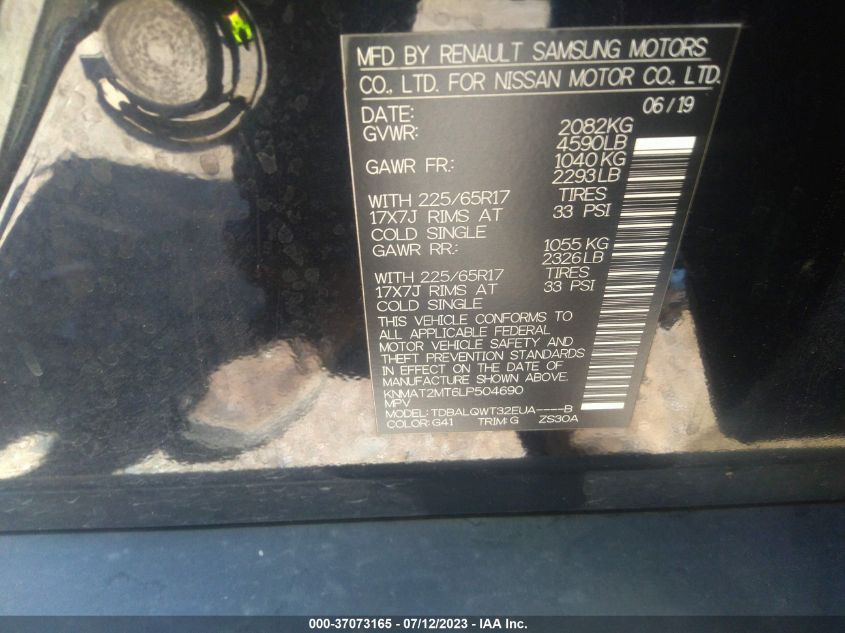 MFD BY RENAULT SAMSUNG MOTORS
CO., LTD. FOR NISSAN MOTOR CO., LTD.
DATE: 06/19
GVWR: 2082KG
4590LB
GAWR FR.: 1040KG
2293LB
WITH 225/65R17 TIRES
17X7J RIMS AT 33 PSI
COLD SINGLE
GAWR RR.: 1055KG
2326LB
WITH 225/65R17 TIRES
17X7J RIMS AT 33 PSI
COLD SINGLE
THIS VEHICLE CONFORMS TO
ALL APPLICABLE FEDERAL
MOTOR VEHICLE SAFETY AND
THEFT PREVENTION STANDARDS
IN EFFECT ON THE DATE OF
MANUFACTURE SHOWN ABOVE.
KNMAT2MT6LP504690
MPV
MODEL: TDBALQWT32EUA----B
COLOR: G41 TRIM: G ZS30A
000-37073165 - 07/12/2023 - IAA Inc.